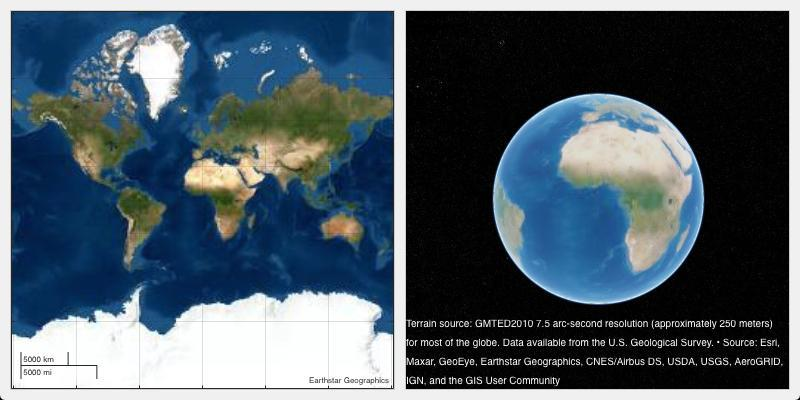 5000 km
5000 mi
Earthstar Geographics
Terrain source: GMTED2010 7.5 arc-second resolution (approximately 250 meters)
for most of the globe. Data available from the U.S. Geological Survey. • Source: Esri,
Maxar, GeoEye, Earthstar Geographics, CNES/Airbus DS, USDA, USGS, AeroGRID,
IGN, and the GIS User Community